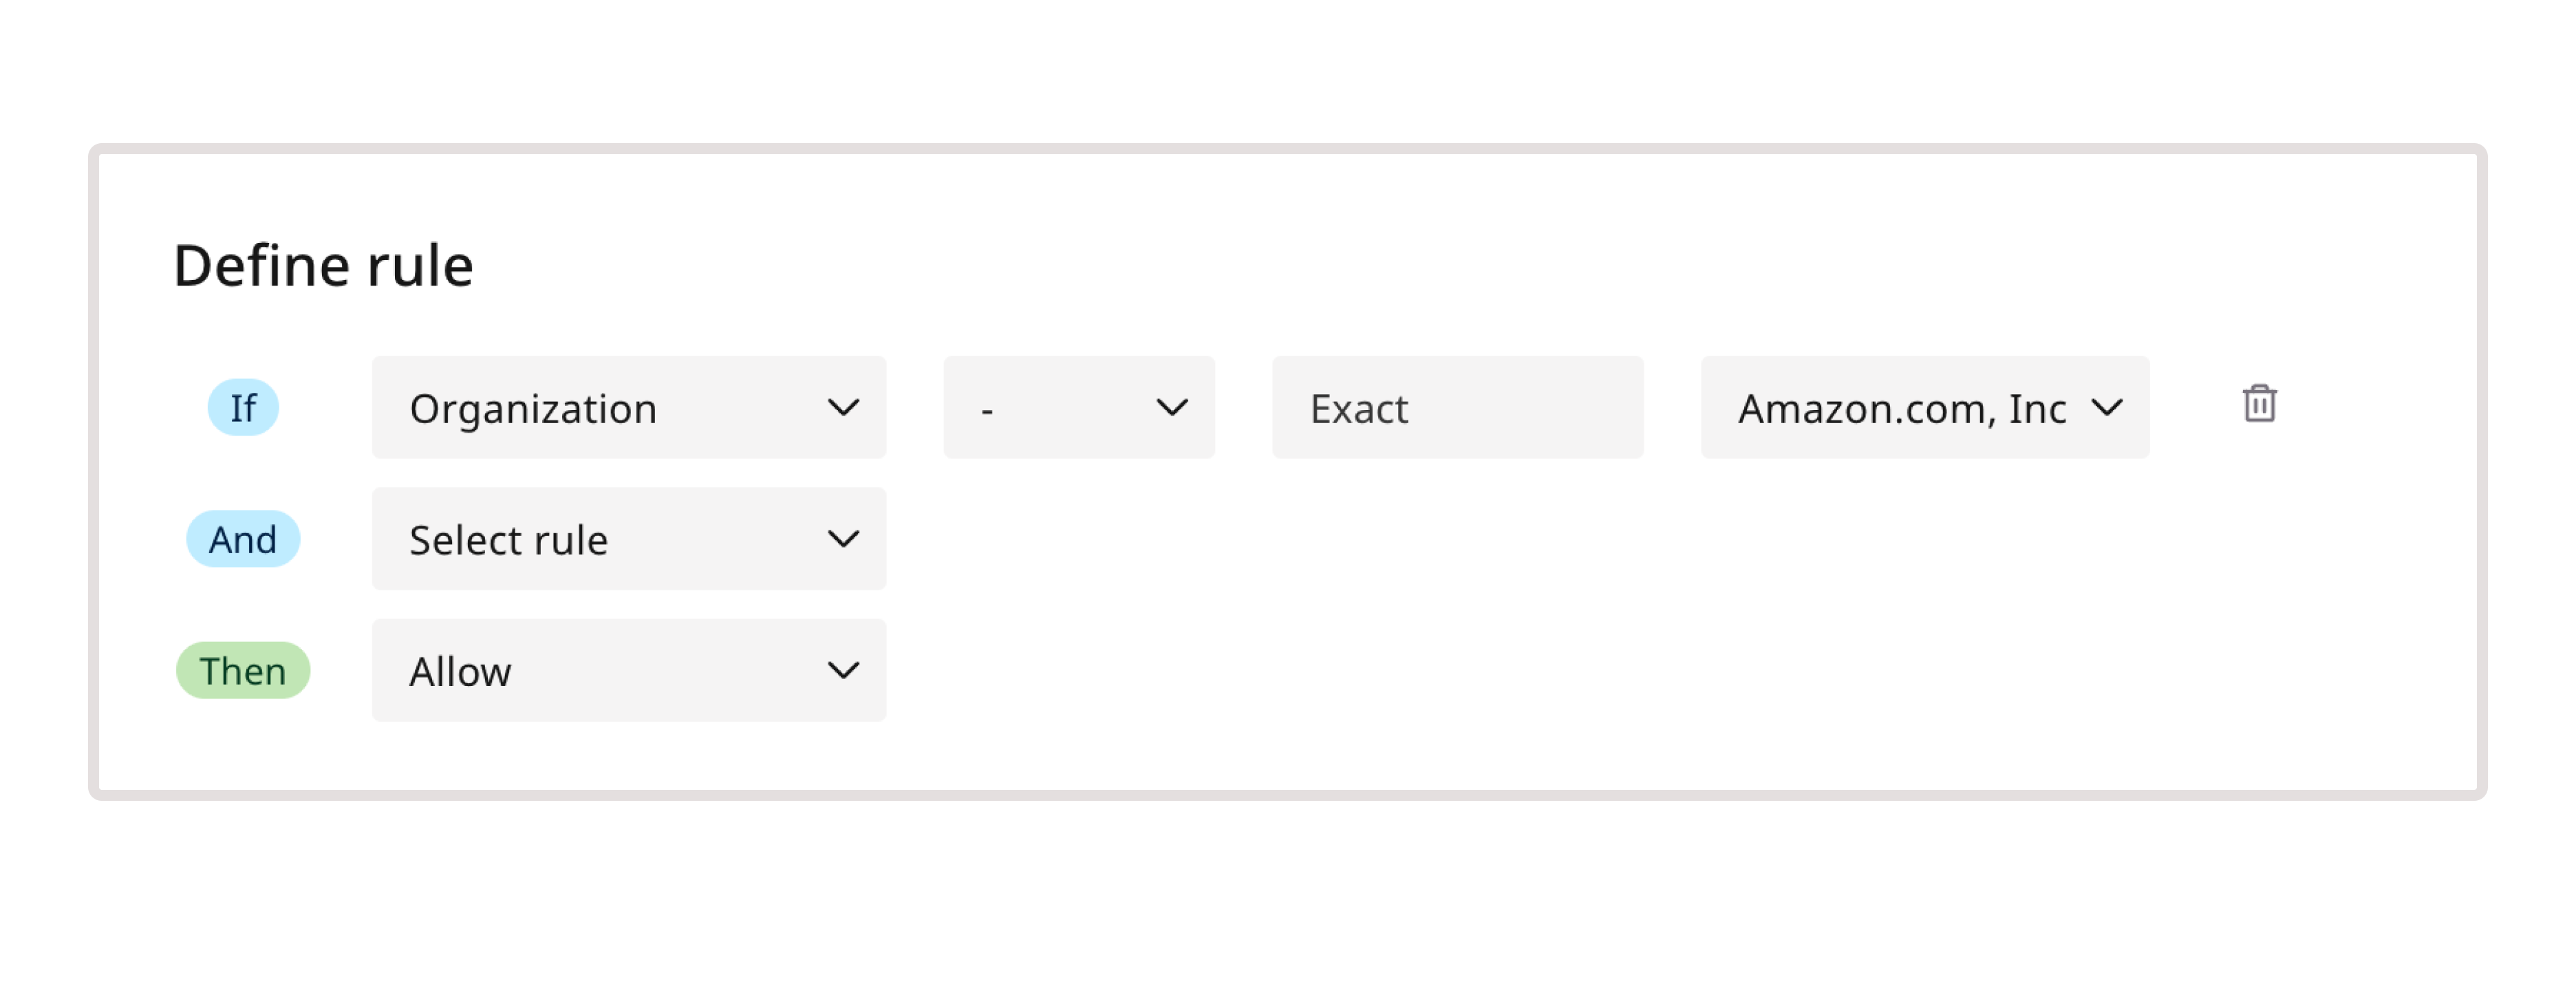 Define rule
If Organization - Exact Amazon.com, Inc
And Select rule
Then Allow